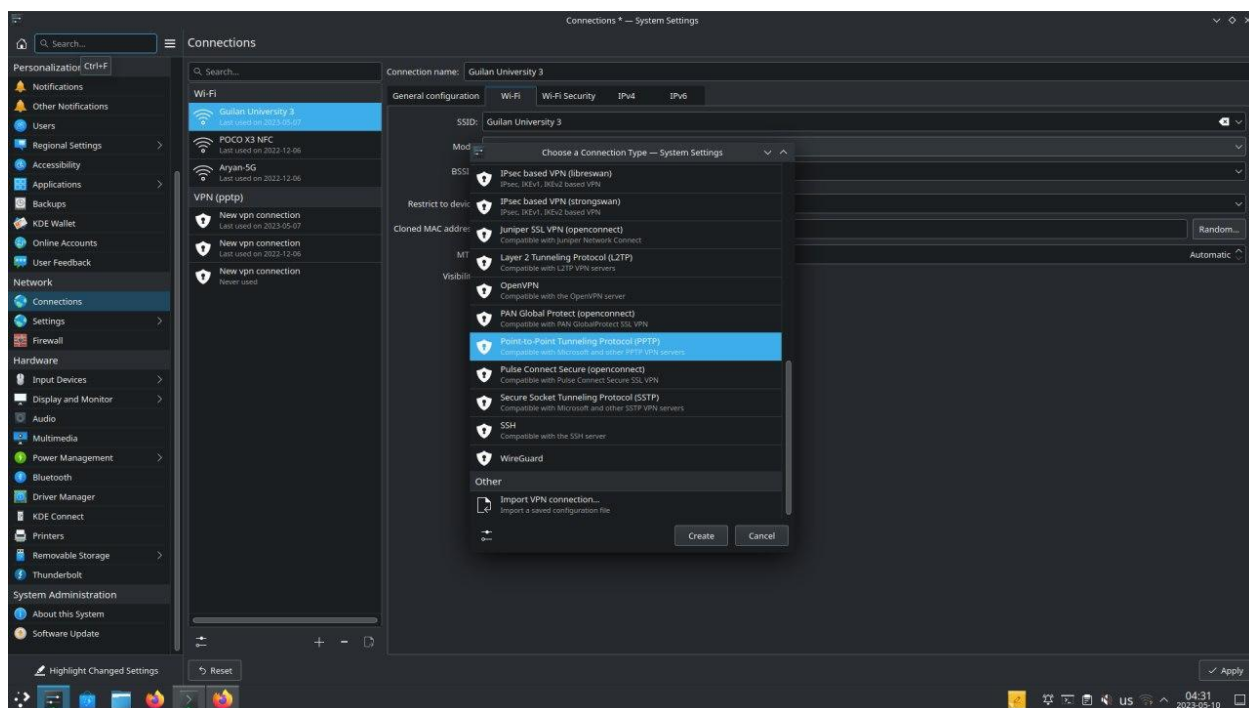 Connections * — System Settings
Search...
Connections
Personalization
Ctrl+F
Notifications
Other Notifications
Users
Regional Settings
Accessibility
Applications
Backups
KDE Wallet
Online Accounts
User Feedback
Network
Connections
Settings
Firewall
Hardware
Input Devices
Display and Monitor
Audio
Multimedia
Power Management
Bluetooth
Driver Manager
KDE Connect
Printers
Removable Storage
Thunderbolt
System Administration
About this System
Software Update
Highlight Changed Settings
Search...
Wi-Fi
Guilan University 3
Last used on 2023-05-07
POCO X3 NFC
Last used on 2022-12-06
Aryan-5G
Last used on 2022-12-06
VPN (pptp)
New vpn connection
Last used on 2023-05-07
New vpn connection
Last used on 2022-12-06
New vpn connection
Never used
Reset
Connection name: Guilan University 3
General configuration Wi-Fi Wi-Fi Security IPv4 IPv6
SSID: Guilan University 3
Mod
BSSI
Restrict to devic
Cloned MAC addres
Random...
MT
Automatic
Visibili
Choose a Connection Type — System Settings
IPsec based VPN (libreswan)
IPsec, IKEv1, IKEv2 based VPN
IPsec based VPN (strongswan)
IPsec, IKEv1, IKEv2 based VPN
Juniper SSL VPN (openconnect)
Compatible with Juniper Network Connect
Layer 2 Tunneling Protocol (L2TP)
Compatible with L2TP VPN servers
OpenVPN
Compatible with the OpenVPN server
PAN Global Protect (openconnect)
Compatible with PAN GlobalProtect SSL VPN
Point-to-Point Tunneling Protocol (PPTP)
Compatible with Microsoft and other PPTP VPN servers
Pulse Connect Secure (openconnect)
Compatible with Pulse Connect Secure SSL VPN
Secure Socket Tunneling Protocol (SSTP)
Compatible with Microsoft and other SSTP VPN servers
SSH
Compatible with the SSH server
WireGuard
Other
Import VPN connection...
Import a saved configuration file
Create Cancel
Apply
us
04:31
2023-05-10